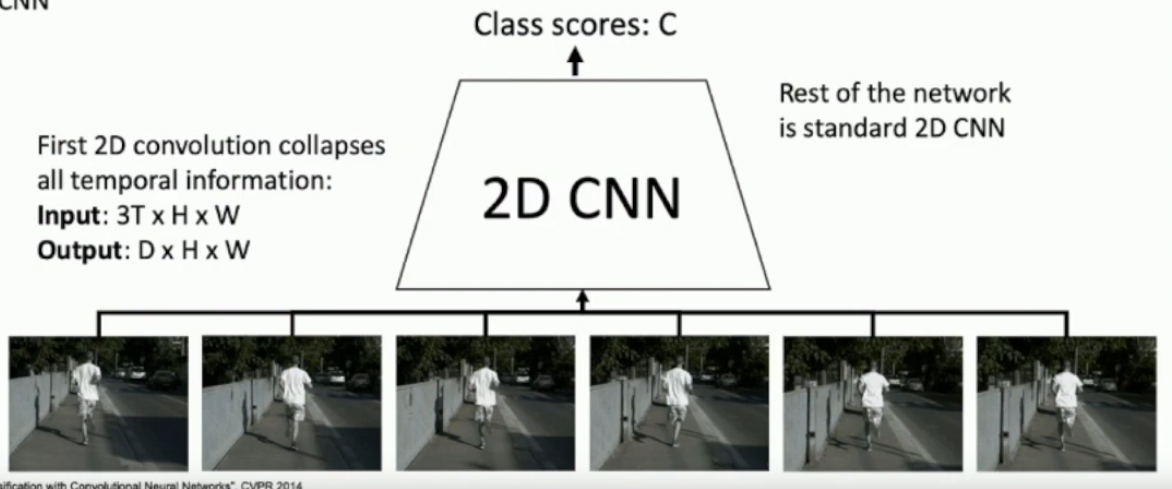 CNN
Class scores: C
Rest of the network
is standard 2D CNN
First 2D convolution collapses
all temporal information:
Input: 3T x H x W
Output: D x H x W
2D CNN
with Convolutional Neural Networks", CVPR 2014